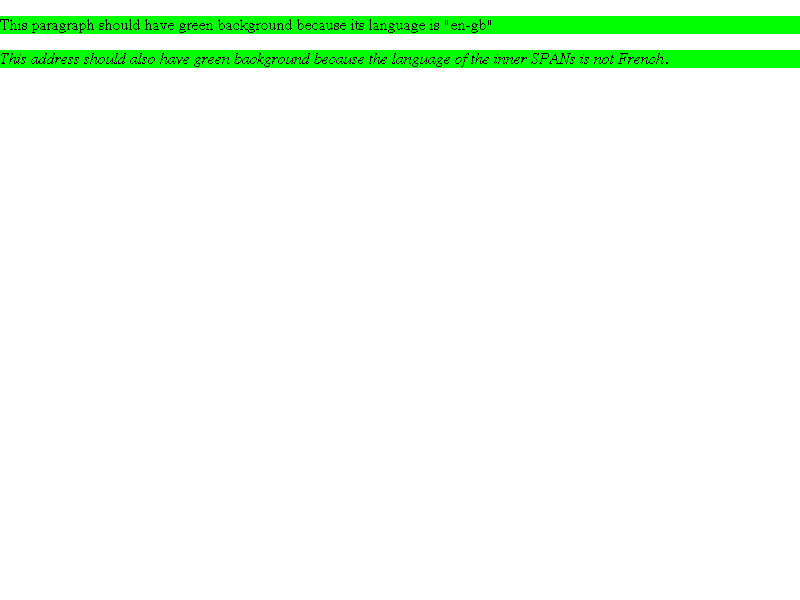 This paragraph should have green background because its language is "en-gb"
This address should also have green background because the language of the inner SPANs is not French.